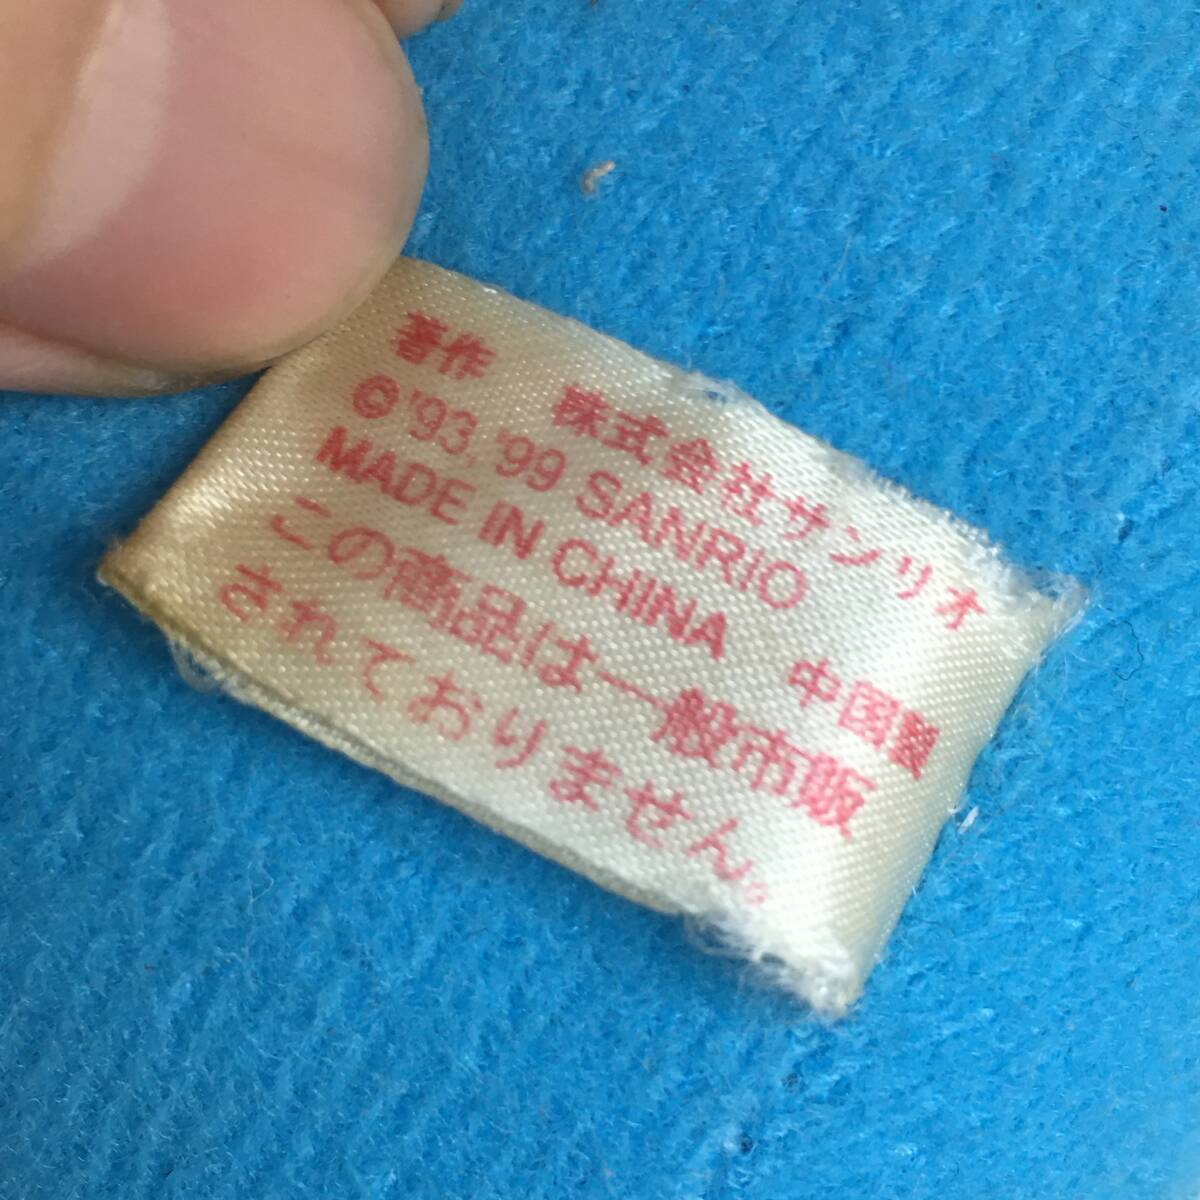 著作 株式会社サンリオ
© '93, '99 SANRIO
MADE IN CHINA 中国製
この商品は一般市販
されておりません。